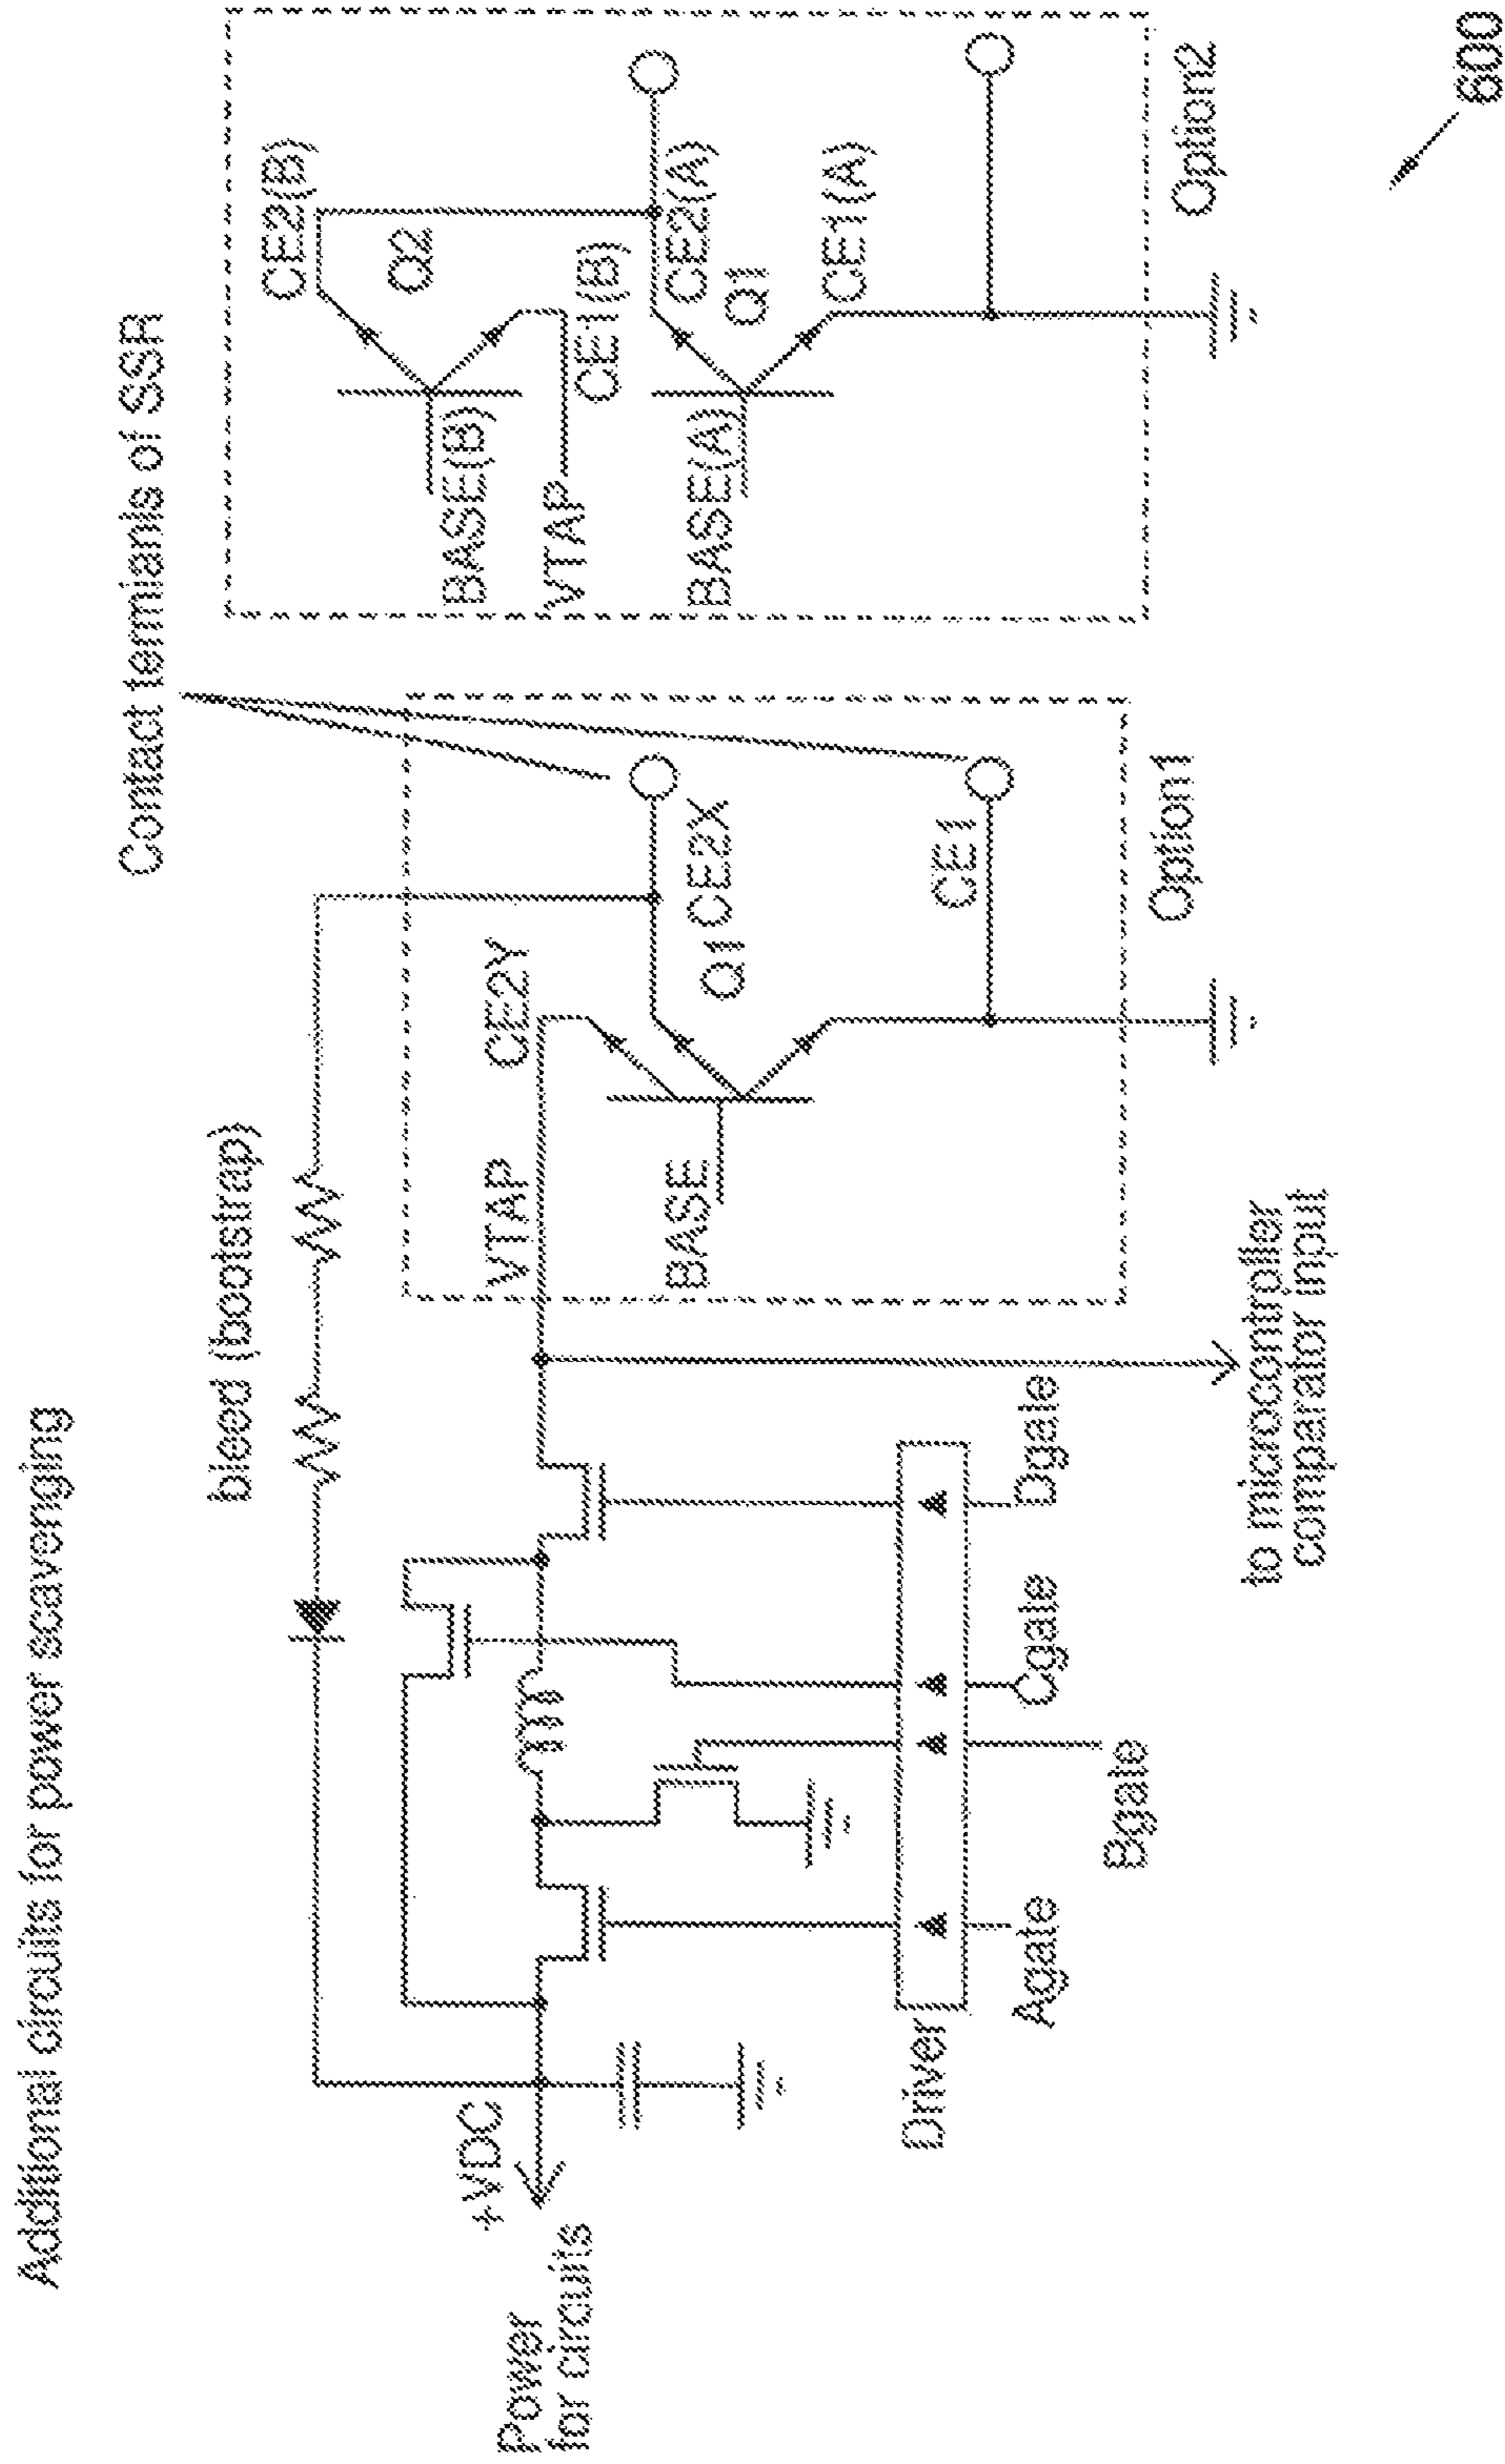 Additional circuits for power scavenging
Contact termianls of SSR
bleed (bootstrap)
CE2(B)
Q2
BASE(B)
VTAP
CE1(B)
CE2(A)
BASE(A)
Q1
CE1(A)
Option2
CE2Y
VTAP
CE2X
Q1
BASE
CE1
Option1
+VDC
Power
for circuits
Driver
Agate
Bgate
Cgate
Dgate
to microcontroller
comparator input
600